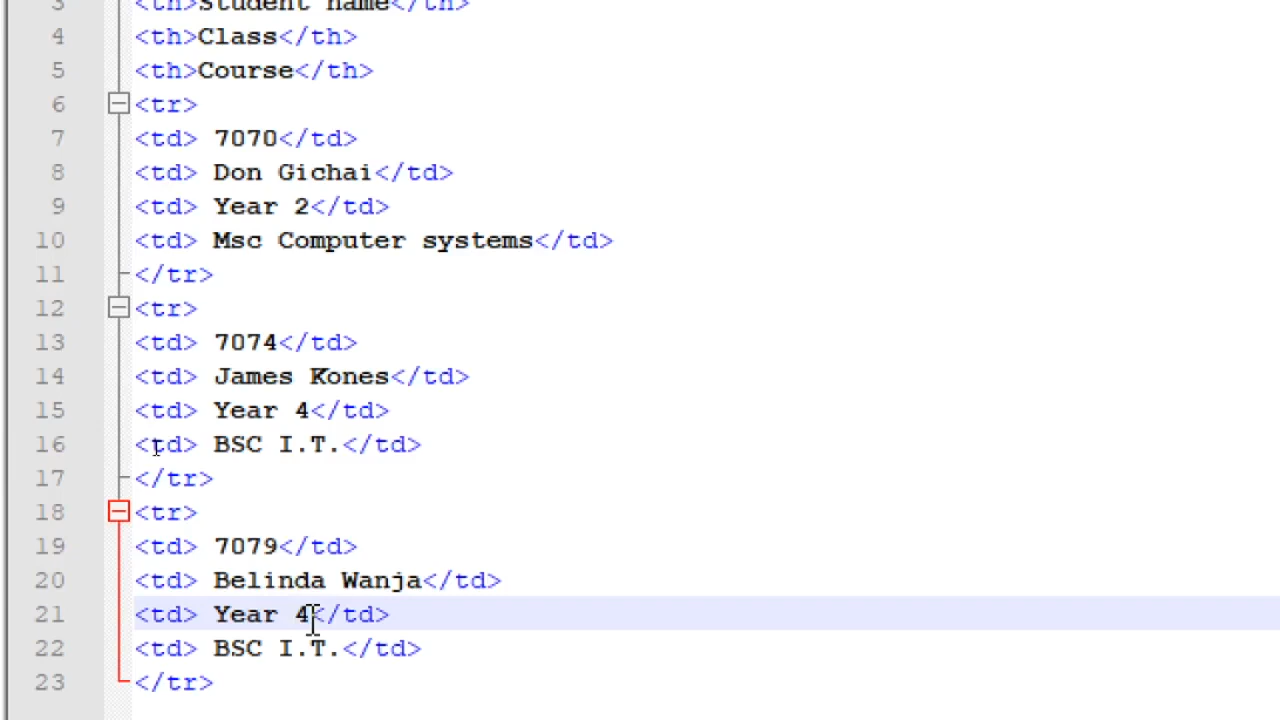 3 <th>Student name</th>
4 <th>Class</th>
5 <th>Course</th>
6 <tr>
7 <td> 7070</td>
8 <td> Don Gichai</td>
9 <td> Year 2</td>
10 <td> Msc Computer systems</td>
11 </tr>
12 <tr>
13 <td> 7074</td>
14 <td> James Kones</td>
15 <td> Year 4</td>
16 <td> BSC I.T.</td>
17 </tr>
18 <tr>
19 <td> 7079</td>
20 <td> Belinda Wanja</td>
21 <td> Year 4</td>
22 <td> BSC I.T.</td>
23 </tr>